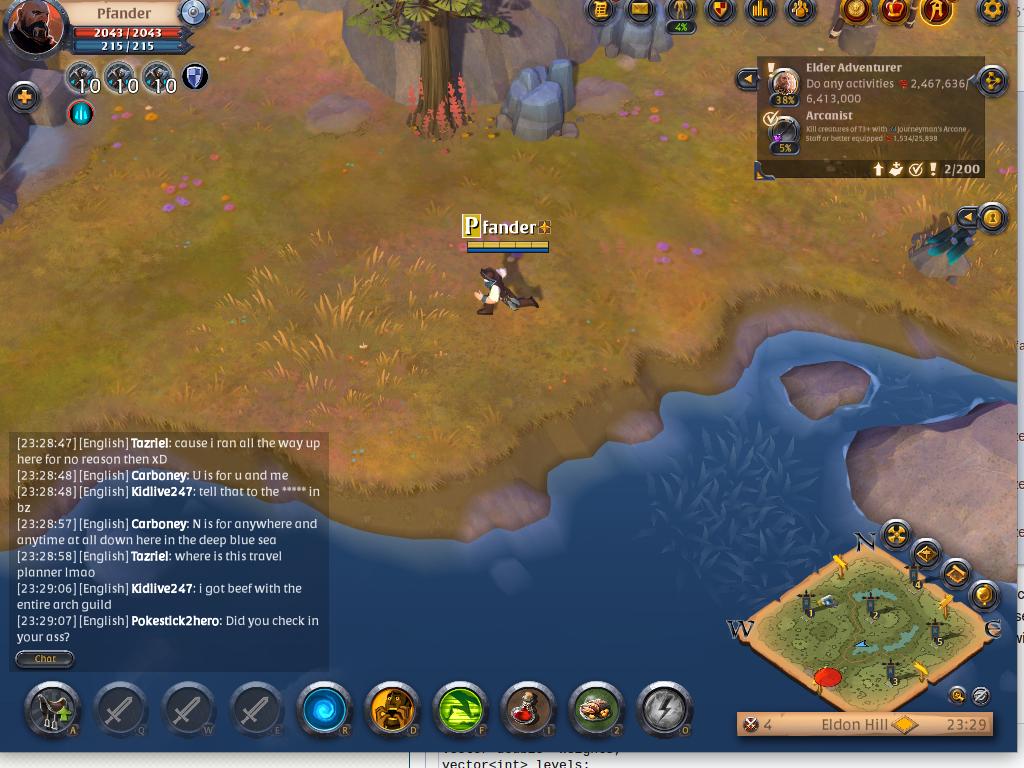 Pfander
2043 / 2043
215 / 215
10 10 10
4%
Elder Adventurer
Do any activities 2,467,636/
6,413,000
38%
Arcanist
Kill creatures of T3+ with Journeyman's Arcane
Staff or better equipped 1,534/25,898
5%
2/200
1
Pfander
[23:28:47] [English] Tazriel: cause i ran all the way up
here for no reason then xD
[23:28:48] [English] Carboney: U is for u and me
[23:28:48] [English] Kidlive247: tell that to the ***** in
bz
[23:28:57] [English] Carboney: N is for anywhere and
anytime at all down here in the deep blue sea
[23:28:58] [English] Tazriel: where is this travel
planner lmao
[23:29:06] [English] Kidlive247: i got beef with the
entire arch guild
[23:29:07] [English] Pokestick2hero: Did you check in
your ass?
Chat
N
W
E
4
1
2
5
3
A Q W E R D F 1 2 O
4 Eldon Hill 23:29
vector<int> levels;